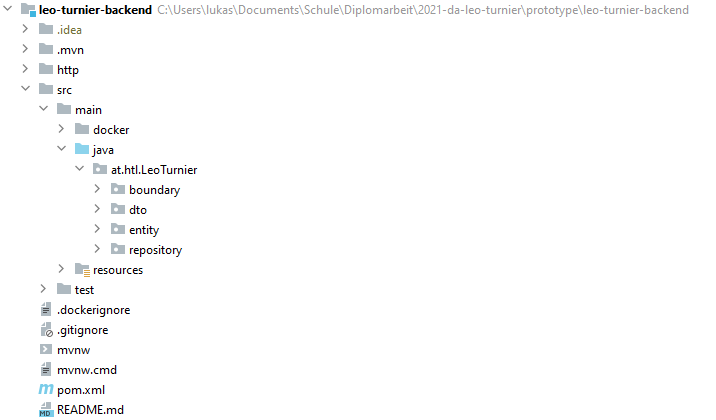 leo-turnier-backend C:\Users\lukas\Documents\Schule\Diplomarbeit\2021-da-leo-turnier\prototype\leo-turnier-backend
.idea
.mvn
http
src
main
docker
java
at.htl.LeoTurnier
boundary
dto
entity
repository
resources
test
.dockerignore
.gitignore
mvnw
mvnw.cmd
m pom.xml
MD README.md